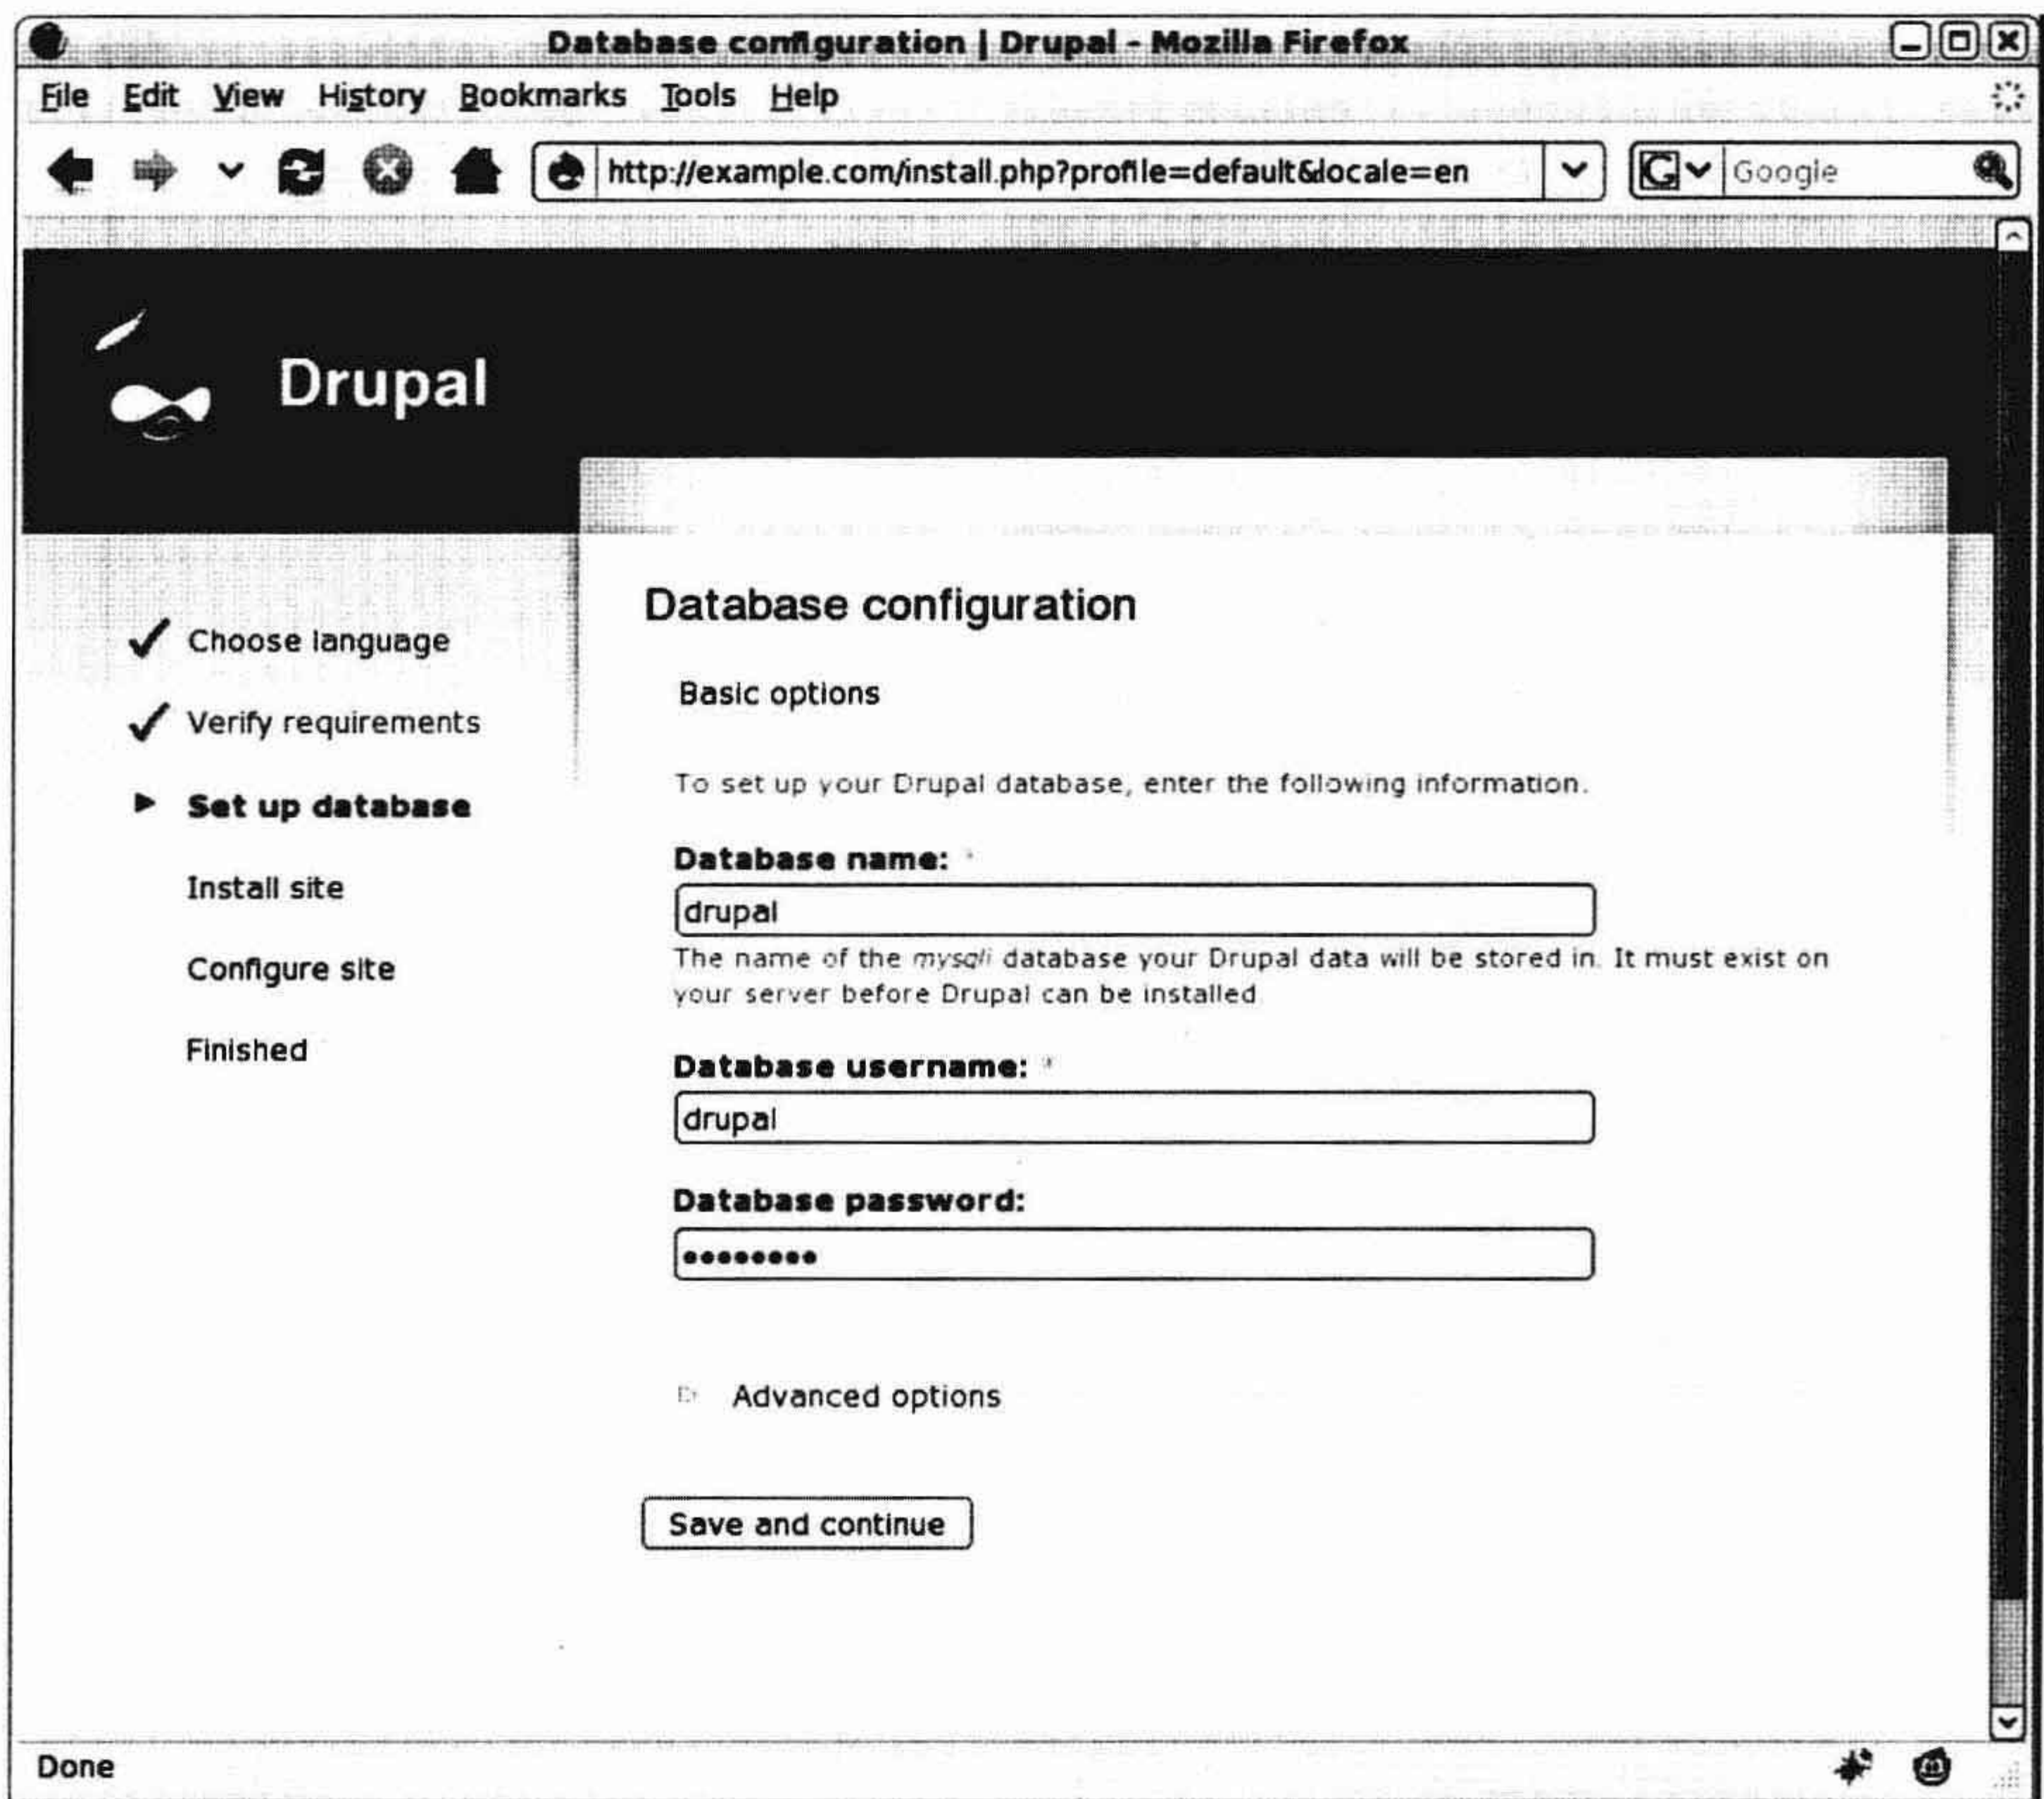 Database configuration | Drupal - Mozilla Firefox
File Edit View History Bookmarks Tools Help
http://example.com/install.php?profile=default&locale=en
Google
Drupal
Database configuration
Choose language
Basic options
Verify requirements
To set up your Drupal database, enter the following information.
Set up database
Database name: *
Install site
drupal
Configure site
The name of the mysqli database your Drupal data will be stored in. It must exist on
your server before Drupal can be installed
Finished
Database username: *
drupal
Database password:
••••••••
Advanced options
Save and continue
Done